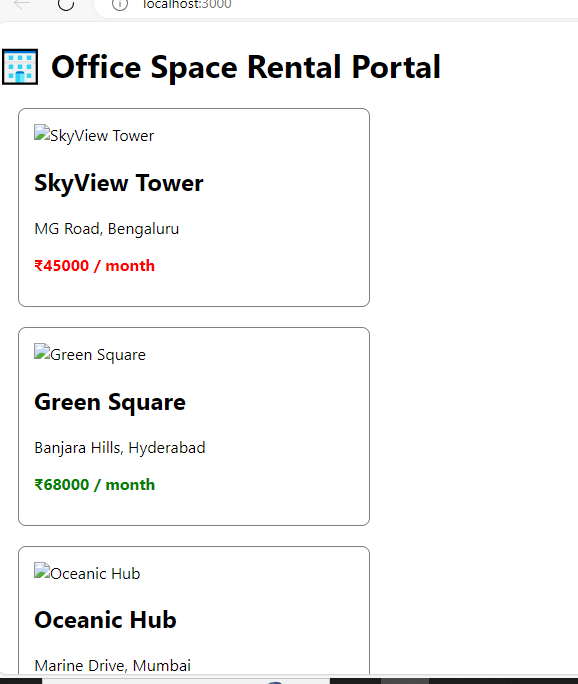 localhost:3000
Office Space Rental Portal
SkyView Tower
SkyView Tower
MG Road, Bengaluru
₹45000 / month
Green Square
Green Square
Banjara Hills, Hyderabad
₹68000 / month
Oceanic Hub
Oceanic Hub
Marine Drive, Mumbai